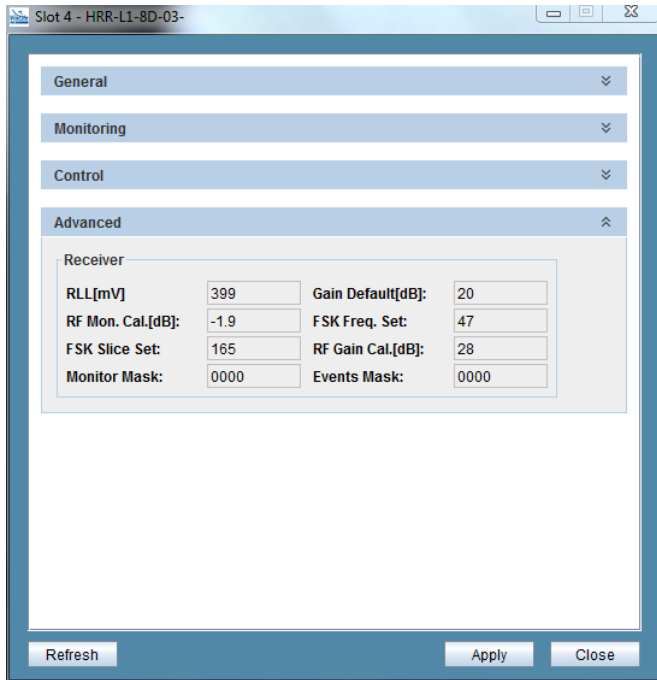 Slot 4 - HRR-L1-8D-03-
General
Monitoring
Control
Advanced
Receiver
RLL[mV] 399 Gain Default[dB]: 20
RF Mon. Cal.[dB]: -1.9 FSK Freq. Set: 47
FSK Slice Set: 165 RF Gain Cal.[dB]: 28
Monitor Mask: 0000 Events Mask: 0000
Refresh Apply Close